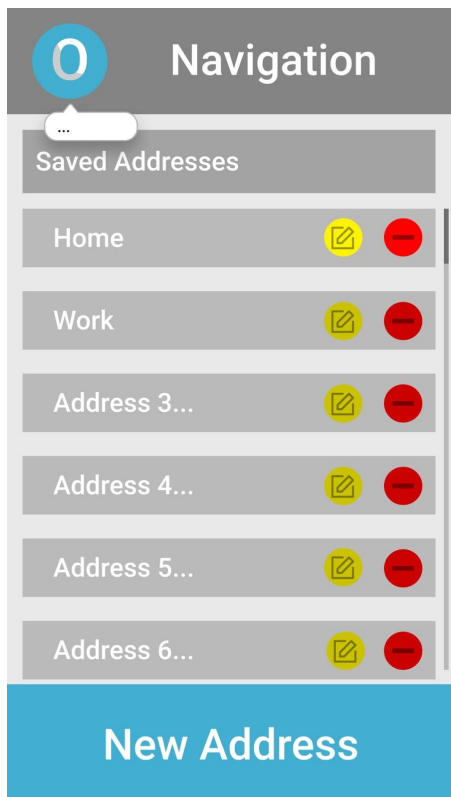 O
Navigation
...
Saved Addresses
Home
Work
Address 3...
Address 4...
Address 5...
Address 6...
New Address